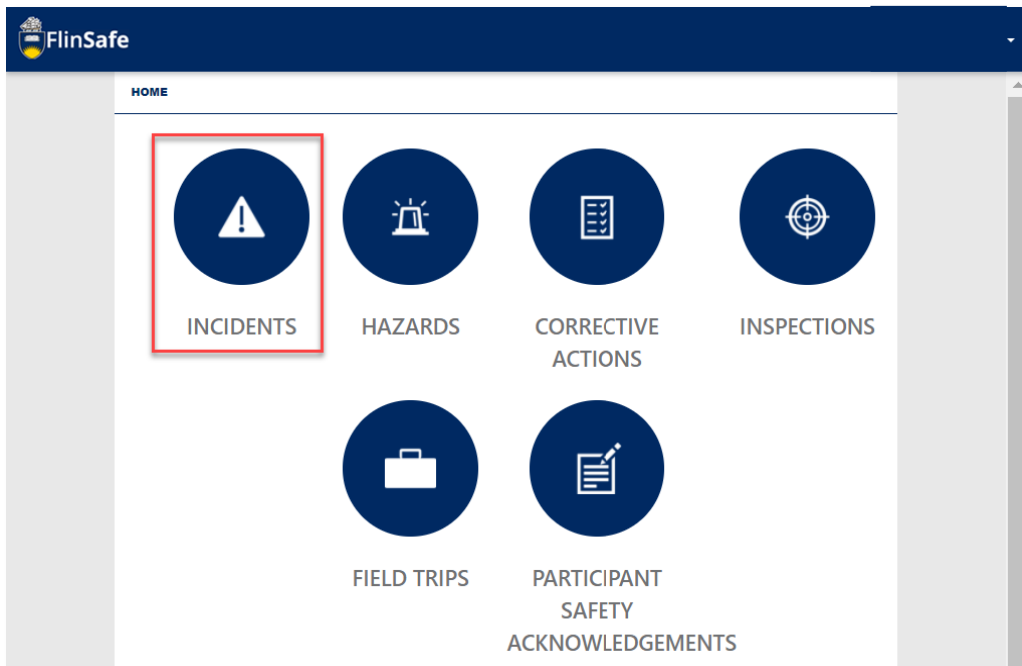 FlinSafe
HOME
INCIDENTS
HAZARDS
CORRECTIVE
ACTIONS
INSPECTIONS
FIELD TRIPS
PARTICIPANT
SAFETY
ACKNOWLEDGEMENTS